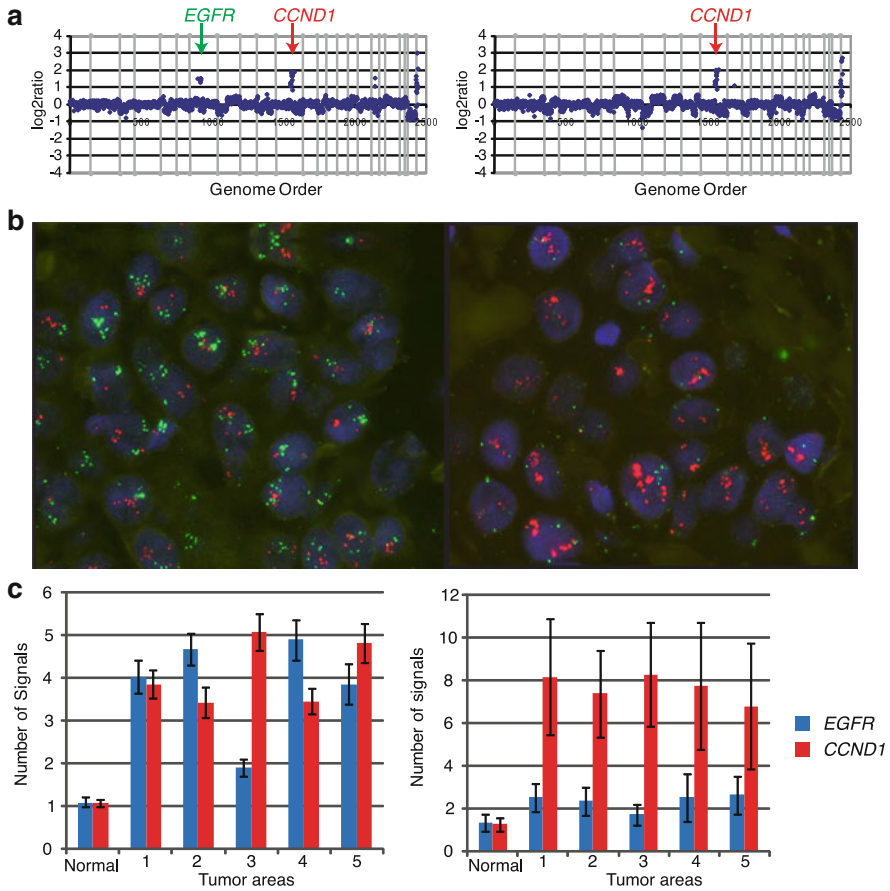 a
EGFR CCND1
4
3
2
1
0
-1
-2
-3
-4
log2ratio
500 1000 1500 2000 2500
Genome Order
CCND1
4
3
2
1
0
-1
-2
-3
-4
log2ratio
500 1000 1500 2000 2500
Genome Order
b
c
6
5
4
3
2
1
0
Number of Signals
Normal 1 2 3 4 5
Tumor areas
12
10
8
6
4
2
0
Number of signals
Normal 1 2 3 4 5
Tumor areas
EGFR
CCND1